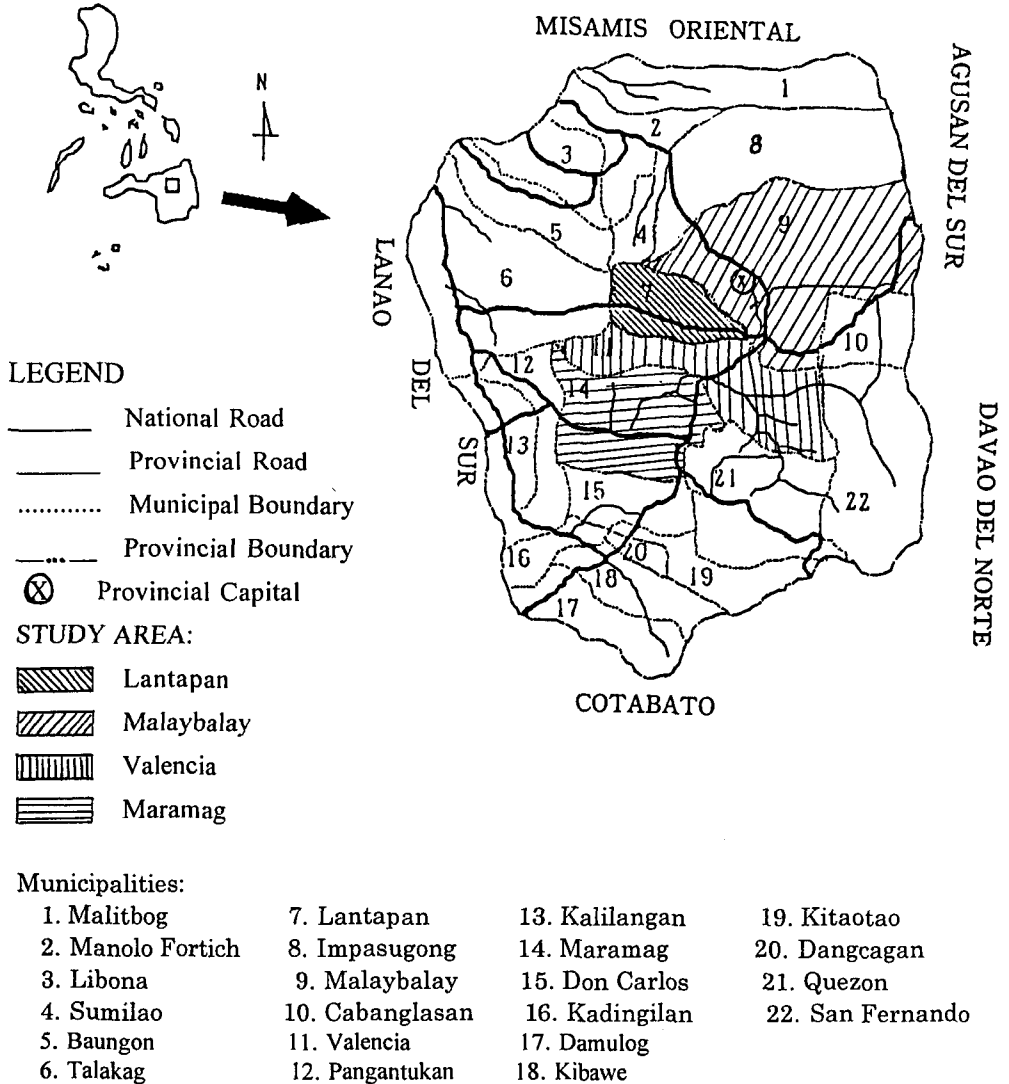 MISAMIS ORIENTAL
AGUSAN DEL SUR
N
1
2
3
8
9
4
5
6
7
X
LANAO DEL SUR
10
11
12
14
13
DAVAO DEL NORTE
21
15
22
20
16
18
19
17
COTABATO
LEGEND
National Road
Provincial Road
Municipal Boundary
Provincial Boundary
X Provincial Capital
STUDY AREA:
Lantapan
Malaybalay
Valencia
Maramag
Municipalities:
1. Malitbog
2. Manolo Fortich
3. Libona
4. Sumilao
5. Baungon
6. Talakag
7. Lantapan
8. Impasugong
9. Malaybalay
10. Cabanglasan
11. Valencia
12. Pangantukan
13. Kalilangan
14. Maramag
15. Don Carlos
16. Kadingilan
17. Damulog
18. Kibawe
19. Kitaotao
20. Dangcagan
21. Quezon
22. San Fernando